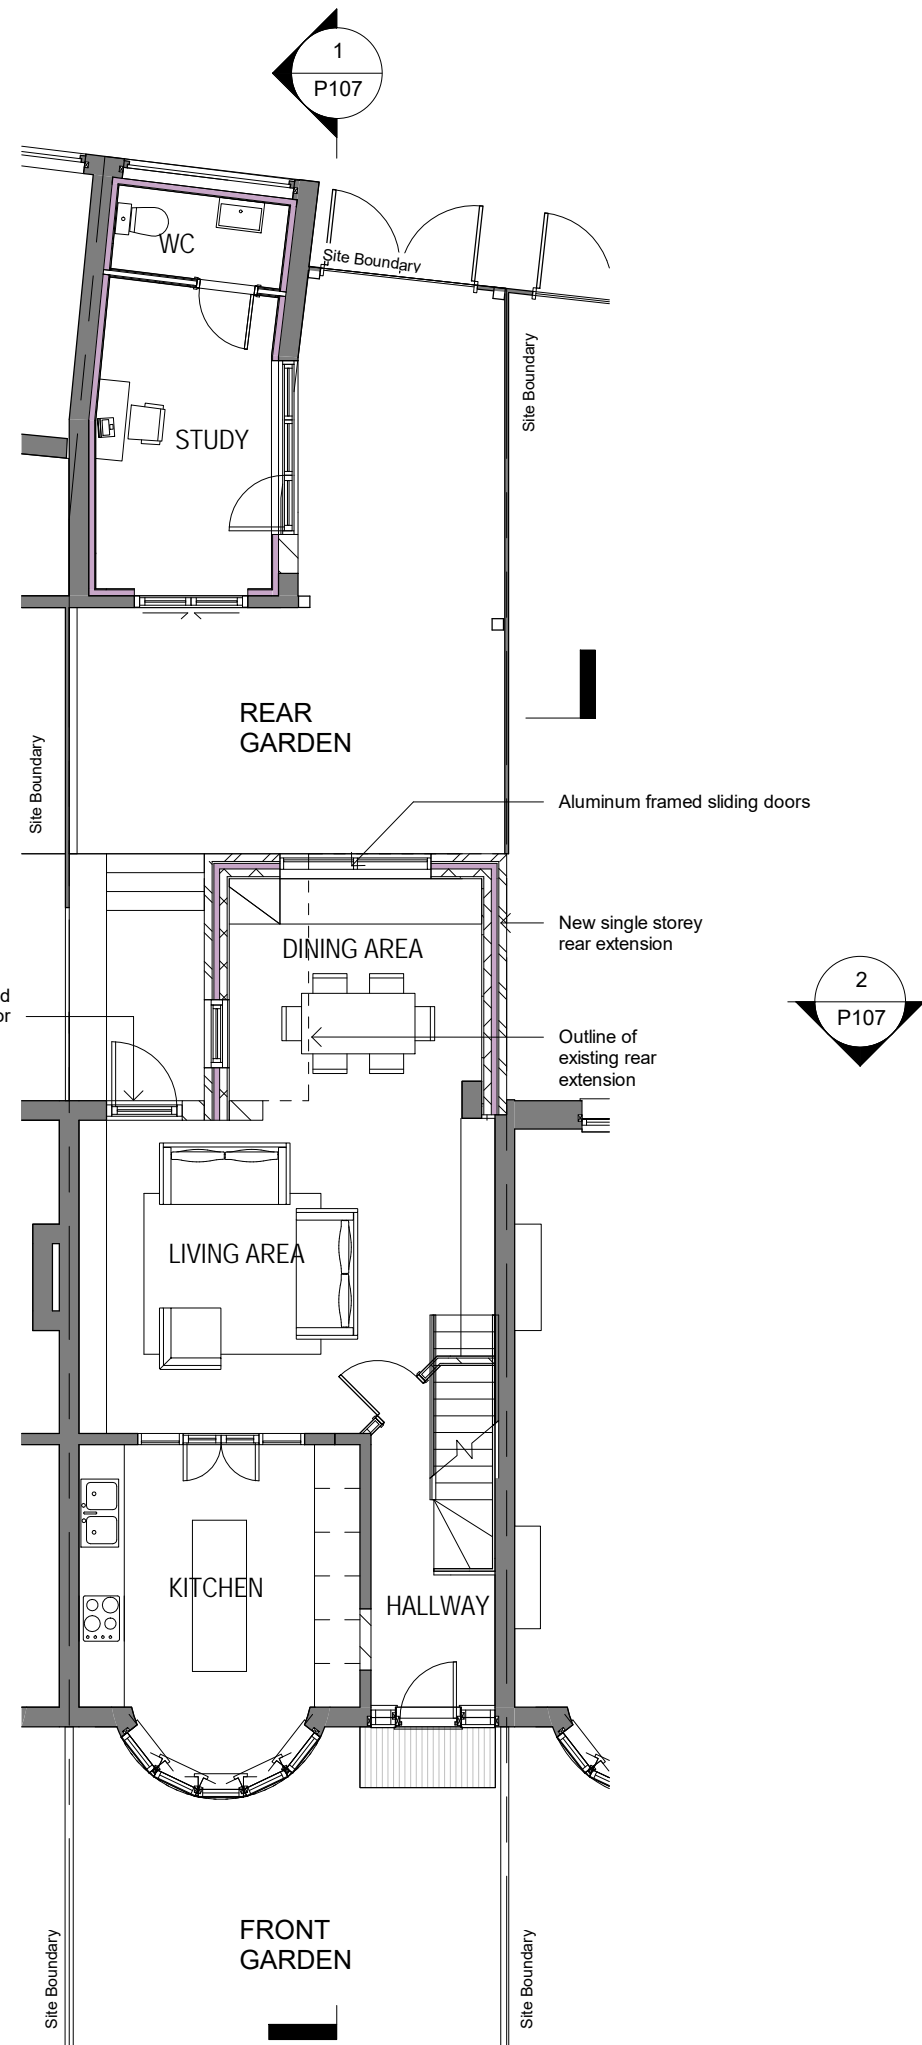 1
P107
WC
Site Boundary
Site Boundary
STUDY
REAR
GARDEN
Site Boundary
Aluminum framed sliding doors
New single storey
rear extension
DINING AREA
2
P107
d
or
Outline of
existing rear
extension
LIVING AREA
KITCHEN
HALLWAY
FRONT
GARDEN
Site Boundary
Site Boundary